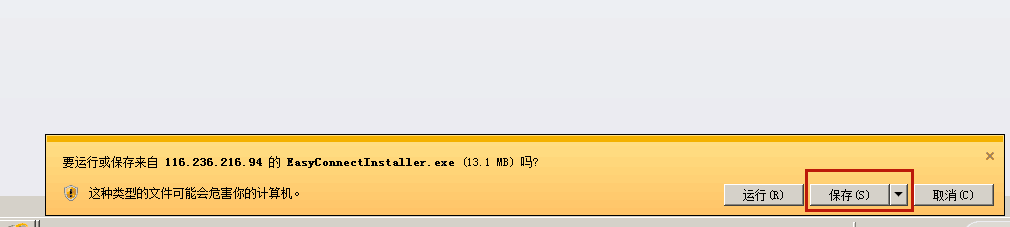 要运行或保存来自 116.236.216.94 的 EasyConnectInstaller.exe (13.1 MB) 吗?
这种类型的文件可能会危害你的计算机。
运行(R) 保存(S) 取消(C)